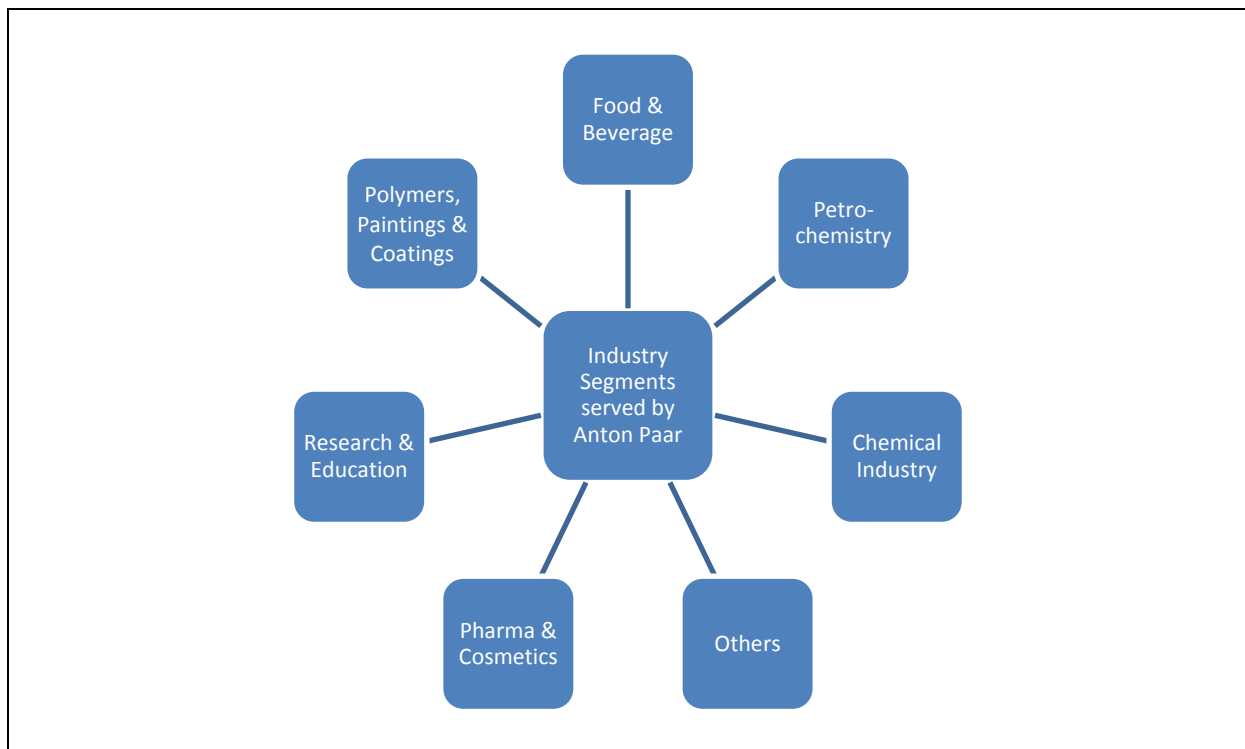 Food &
Beverage
Polymers,
Paintings &
Coatings
Petro-
chemistry
Industry
Segments
served by
Anton Paar
Research &
Education
Chemical
Industry
Pharma &
Cosmetics
Others